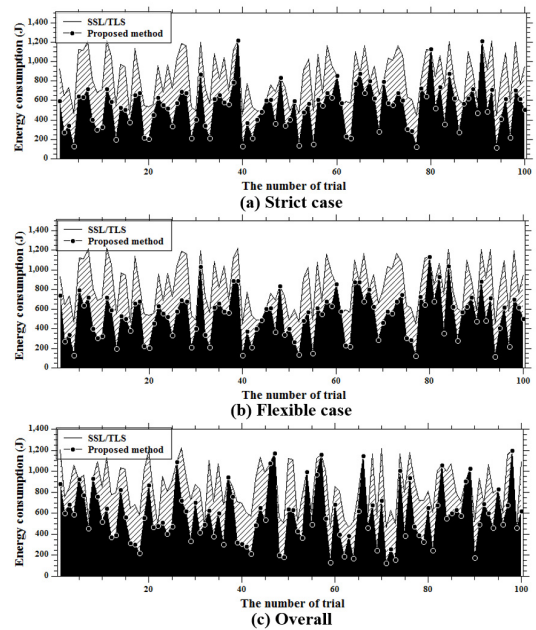 1,400
1,200
1,000
800
600
400
200
0
Energy consumption (J)
SSL/TLS
Proposed method
20
40
60
80
100
The number of trial
(a) Strict case
1,400
1,200
1,000
800
600
400
200
0
Energy consumption (J)
SSL/TLS
Proposed method
20
40
60
80
100
The number of trial
(b) Flexible case
1,400
1,200
1,000
800
600
400
200
0
Energy consumption (J)
SSL/TLS
Proposed method
20
40
60
80
100
The number of trial
(c) Overall